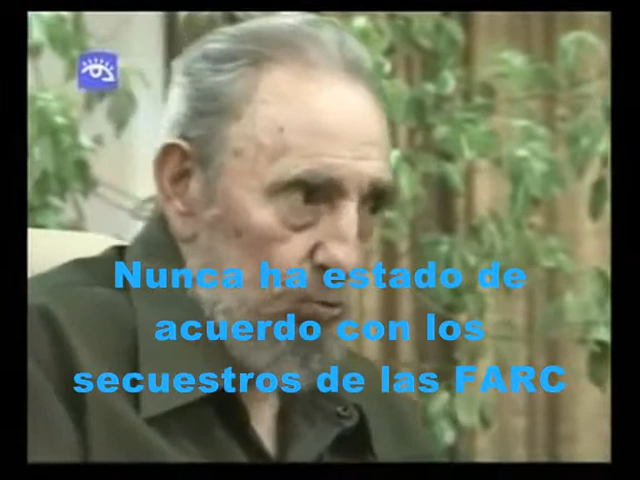 Nunca ha estado de
acuerdo con los
secuestros de las FARC